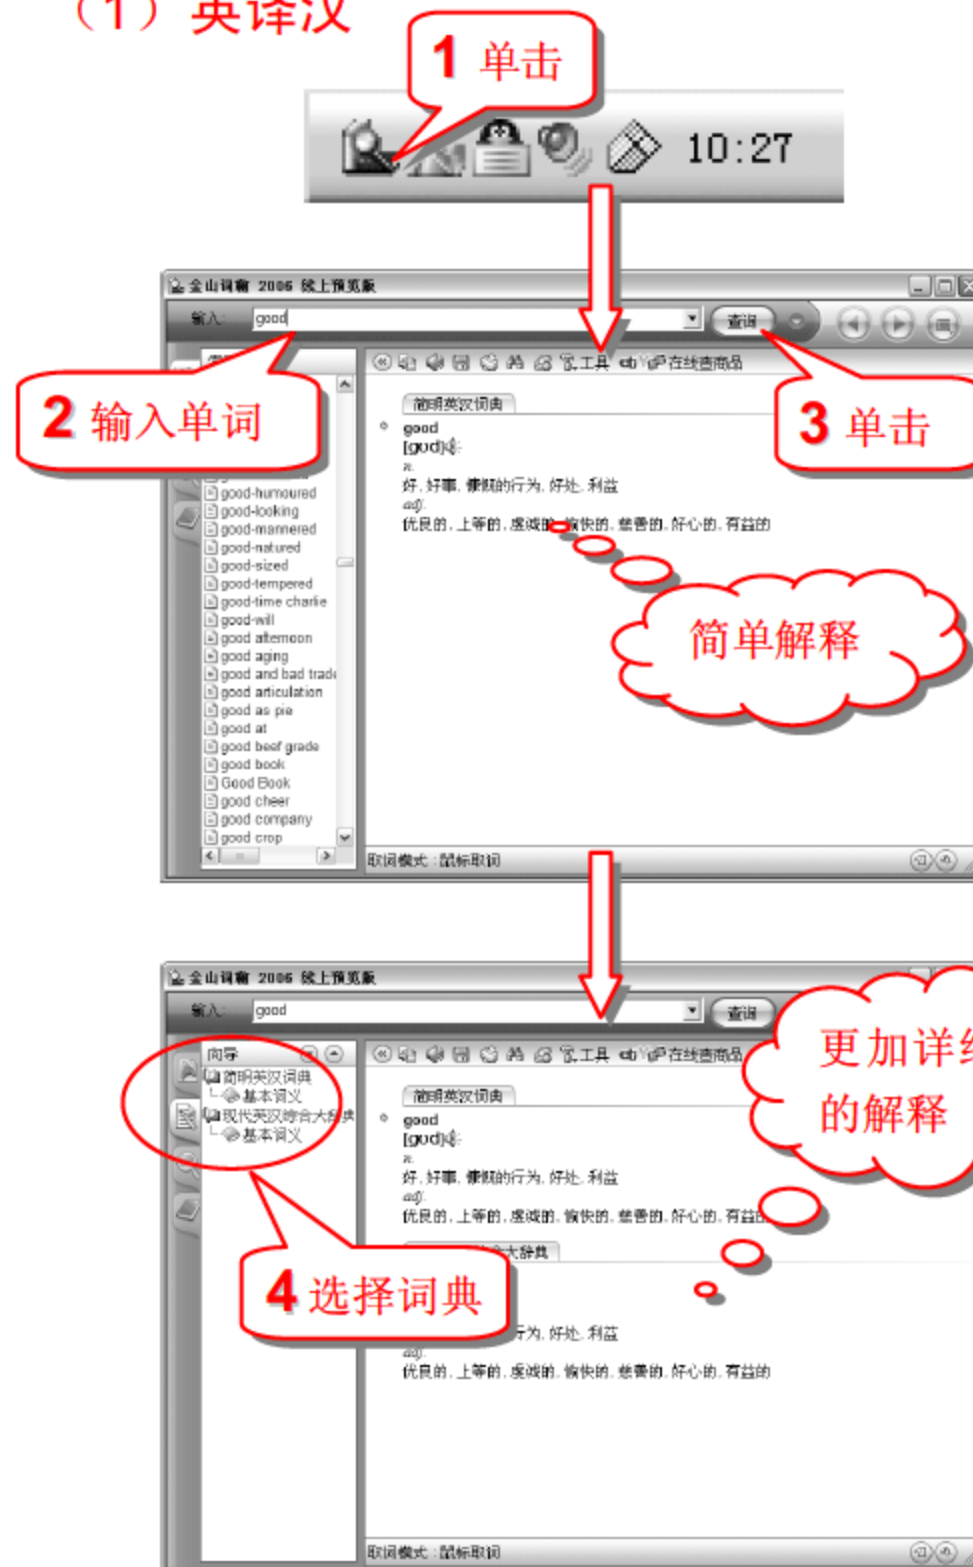 （1）英译汉
1 单击
10:27
金山词霸 2006 线上预览版
输入: good 查询
工具 在线查商品
2 输入单词
3 单击
简明英汉词典
good
[gud]
n.
好, 好事, 慷慨的行为, 好处, 利益
adj.
优良的, 上等的, 虔诚的, 愉快的, 慈善的, 好心的, 有益的
简单解释
good-humoured
good-looking
good-mannered
good-natured
good-sized
good-tempered
good-time charlie
good-will
good afternoon
good aging
good and bad trade
good articulation
good as pie
good at
good beef grade
good book
Good Book
good cheer
good company
good crop
取词模式 : 鼠标取词
金山词霸 2006 线上预览版
输入: good 查询
更加详细
的解释
向导
工具 在线查商品
简明英汉词典
基本词义
现代英汉综合大辞典
基本词义
简明英汉词典
good
[gud]
n.
好, 好事, 慷慨的行为, 好处, 利益
adj.
优良的, 上等的, 虔诚的, 愉快的, 慈善的, 好心的, 有益
合大辞典
4 选择词典
行为, 好处, 利益
adj.
优良的, 上等的, 虔诚的, 愉快的, 慈善的, 好心的, 有益的
取词模式 : 鼠标取词